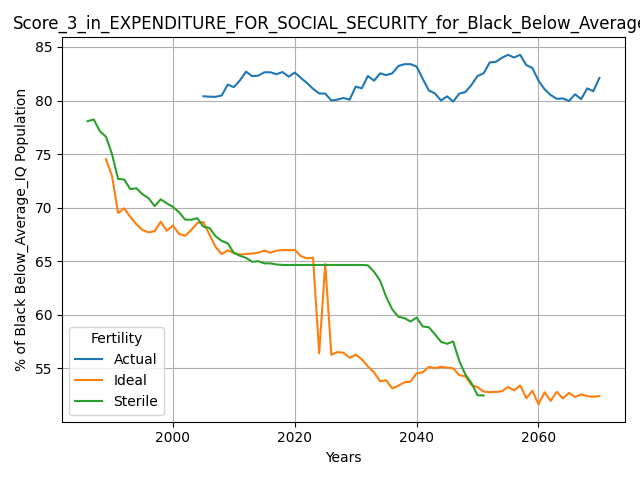 Score_3_in_EXPENDITURE_FOR_SOCIAL_SECURITY_for_Black_Below_Average
% of Black Below_Average_IQ Population
85
80
75
70
65
60
55
Fertility
Actual
Ideal
Sterile
2000
2020
2040
2060
Years